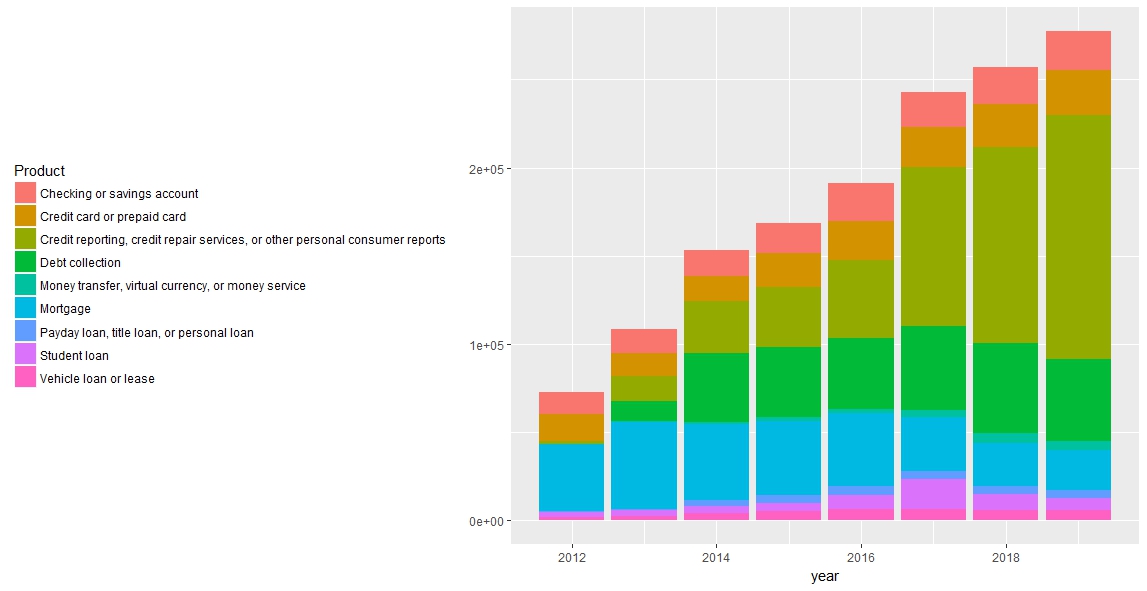 Product
Checking or savings account
Credit card or prepaid card
Credit reporting, credit repair services, or other personal consumer reports
Debt collection
Money transfer, virtual currency, or money service
Mortgage
Payday loan, title loan, or personal loan
Student loan
Vehicle loan or lease
2e+05
1e+05
0e+00
2012 2014 2016 2018
year